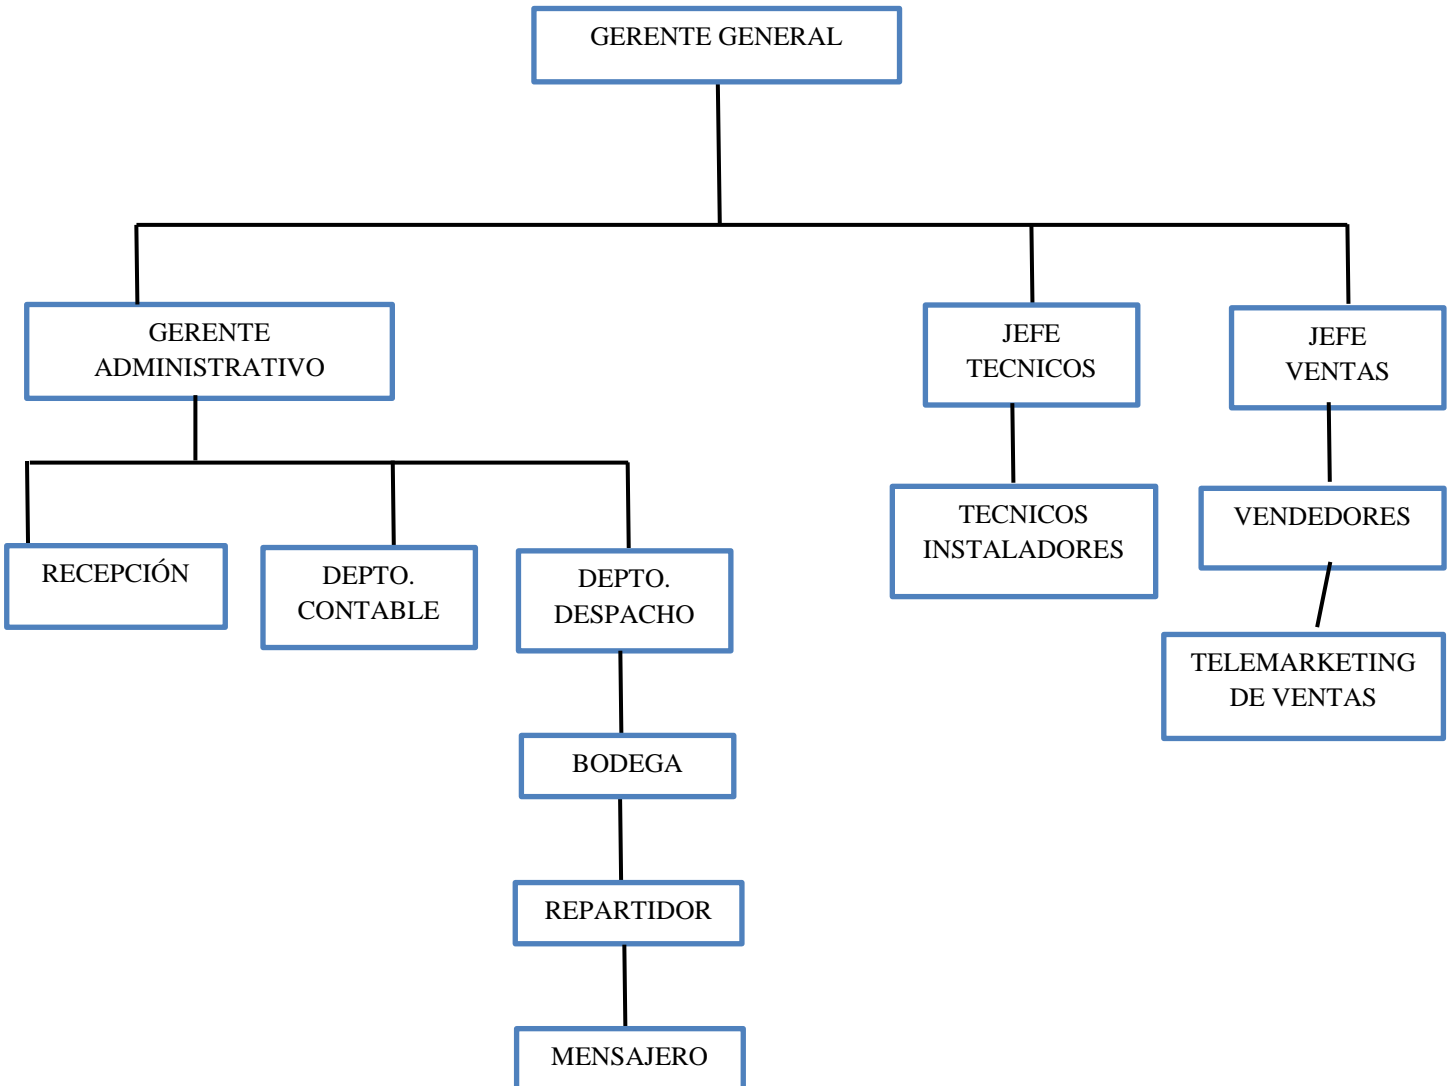 GERENTE GENERAL
GERENTE
ADMINISTRATIVO
JEFE
TECNICOS
JEFE
VENTAS
RECEPCIÓN
DEPTO.
CONTABLE
DEPTO.
DESPACHO
TECNICOS
INSTALADORES
VENDEDORES
TELEMARKETING
DE VENTAS
BODEGA
REPARTIDOR
MENSAJERO